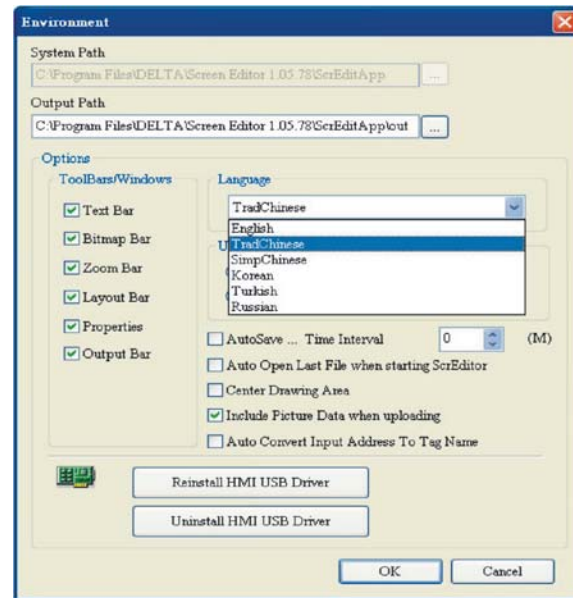 Environment
System Path
C:\Program Files\DELTA\Screen Editor 1.05.78\ScrEditApp
...
Output Path
C:\Program Files\DELTA\Screen Editor 1.05.78\ScrEditApp\out
...
Options
ToolBars/Windows
Text Bar
Bitmap Bar
Zoom Bar
Layout Bar
Properties
Output Bar
Language
TradChinese
English
TradChinese
SimpChinese
Korean
Turkish
Russian
AutoSave ... Time Interval 0 (M)
Auto Open Last File when starting ScrEditor
Center Drawing Area
Include Picture Data when uploading
Auto Convert Input Address To Tag Name
Reinstall HMI USB Driver
Uninstall HMI USB Driver
OK Cancel